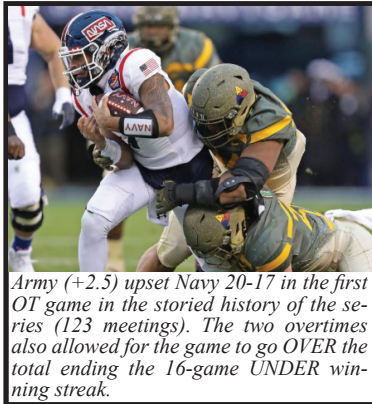 NASA
NAVY
Army (+2.5) upset Navy 20-17 in the first
OT game in the storied history of the se-
ries (123 meetings). The two overtimes
also allowed for the game to go OVER the
total ending the 16-game UNDER win-
ning streak.